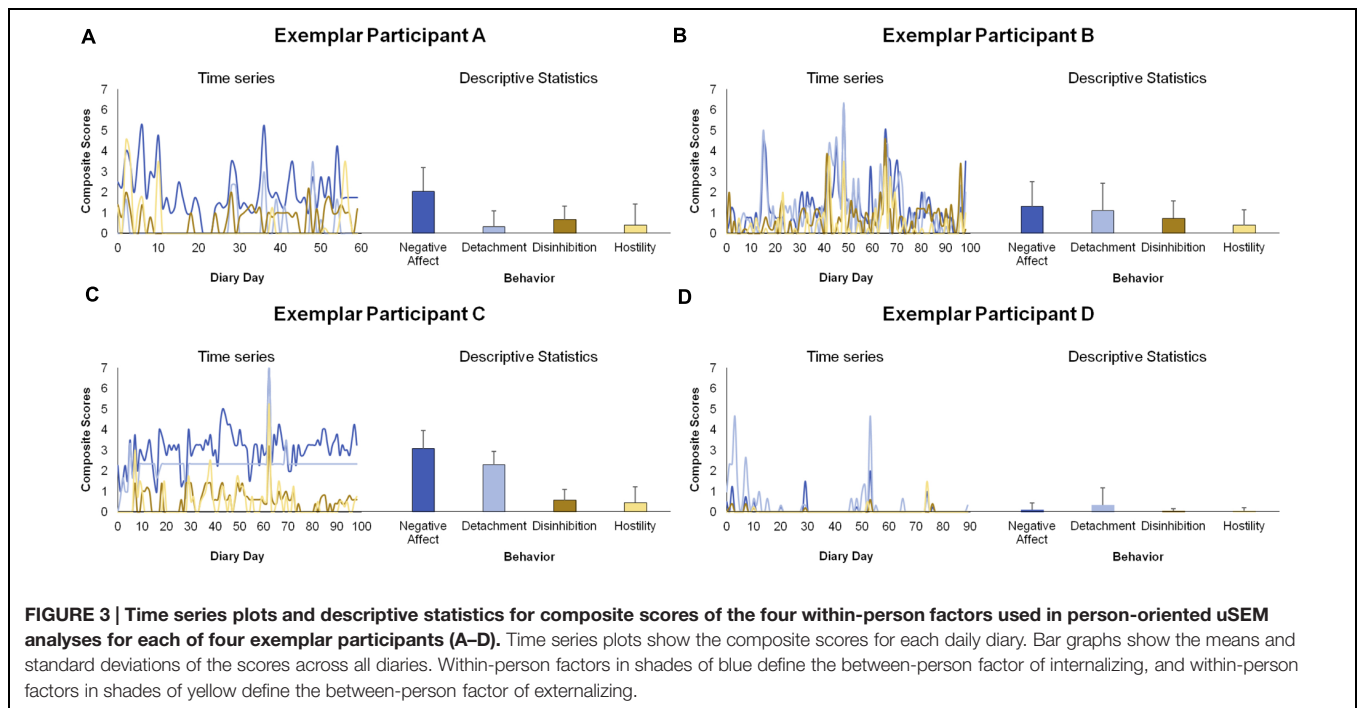 A
Exemplar Participant A
Time series
Descriptive Statistics
Composite Scores
7
6
5
4
3
2
1
0
0 10 20 30 40 50 60
Diary Day
Negative Affect
Detachment
Disinhibition
Hostility
Behavior
B
Exemplar Participant B
Time series
Descriptive Statistics
Composite Scores
7
6
5
4
3
2
1
0
0 10 20 30 40 50 60 70 80 90 100
Diary Day
Negative Affect
Detachment
Disinhibition
Hostility
Behavior
C
Exemplar Participant C
Time series
Descriptive Statistics
Composite Scores
7
6
5
4
3
2
1
0
0 10 20 30 40 50 60 70 80 90 100
Diary Day
Negative Affect
Detachment
Disinhibition
Hostility
Behavior
D
Exemplar Participant D
Time series
Descriptive Statistics
Composite Scores
7
6
5
4
3
2
1
0
0 10 20 30 40 50 60 70 80 90
Diary Day
Negative Affect
Detachment
Disinhibition
Hostility
Behavior
FIGURE 3 | Time series plots and descriptive statistics for composite scores of the four within-person factors used in person-oriented uSEM
analyses for each of four exemplar participants (A–D). Time series plots show the composite scores for each daily diary. Bar graphs show the means and
standard deviations of the scores across all diaries. Within-person factors in shades of blue define the between-person factor of internalizing, and within-person
factors in shades of yellow define the between-person factor of externalizing.